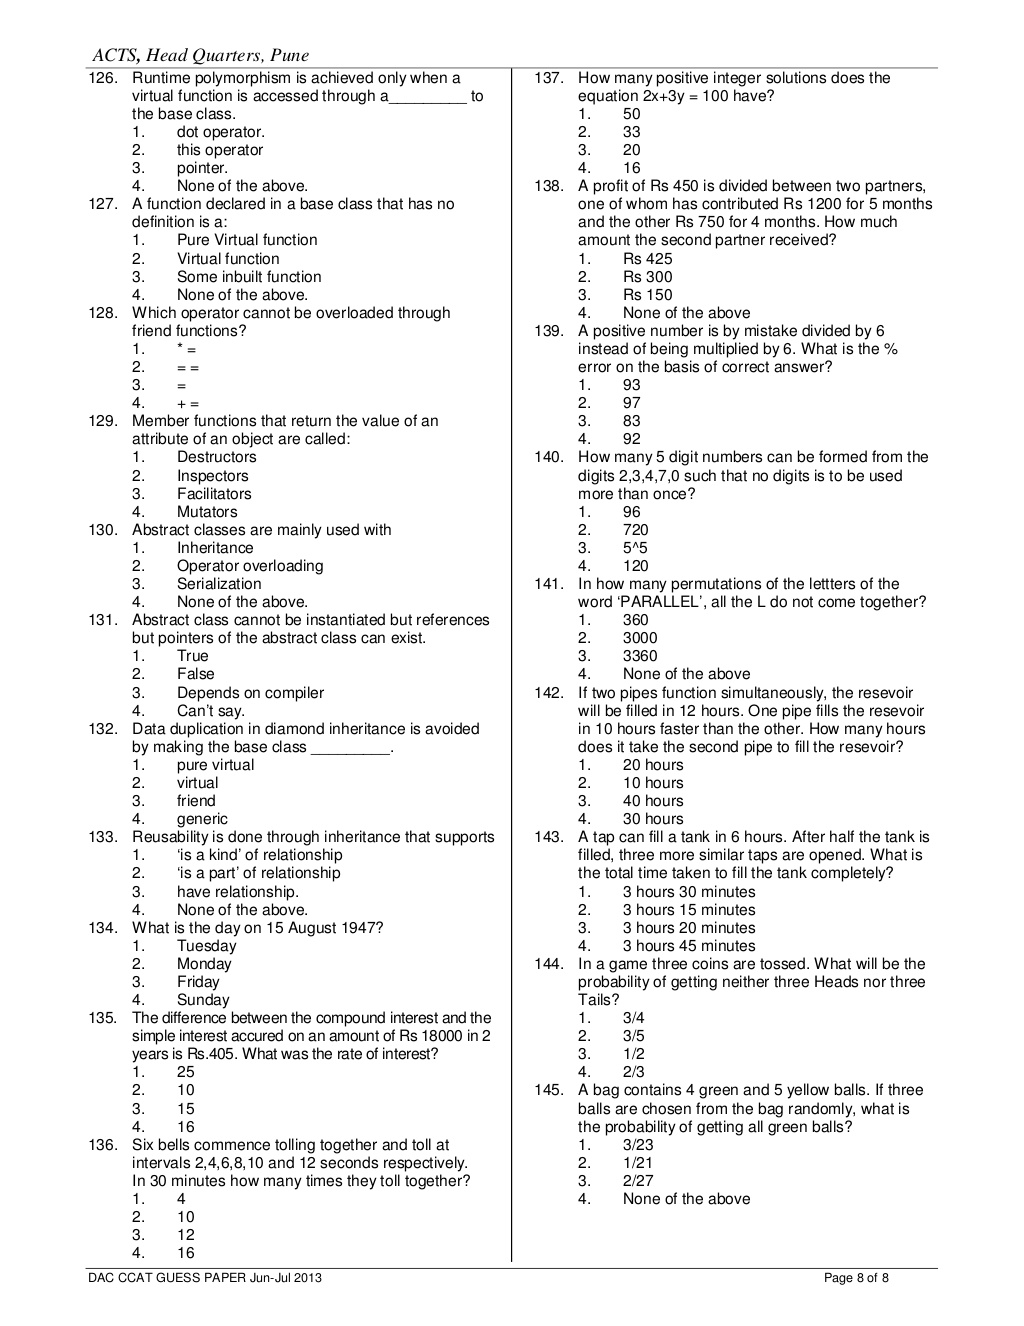 ACTS, Head Quarters, Pune
126. Runtime polymorphism is achieved only when a
virtual function is accessed through a_________ to
the base class.
1. dot operator.
2. this operator
3. pointer.
4. None of the above.
127. A function declared in a base class that has no
definition is a:
1. Pure Virtual function
2. Virtual function
3. Some inbuilt function
4. None of the above.
128. Which operator cannot be overloaded through
friend functions?
1. * =
2. = =
3. =
4. + =
129. Member functions that return the value of an
attribute of an object are called:
1. Destructors
2. Inspectors
3. Facilitators
4. Mutators
130. Abstract classes are mainly used with
1. Inheritance
2. Operator overloading
3. Serialization
4. None of the above.
131. Abstract class cannot be instantiated but references
but pointers of the abstract class can exist.
1. True
2. False
3. Depends on compiler
4. Can't say.
132. Data duplication in diamond inheritance is avoided
by making the base class _________.
1. pure virtual
2. virtual
3. friend
4. generic
133. Reusability is done through inheritance that supports
1. ‘is a kind’ of relationship
2. ‘is a part’ of relationship
3. have relationship.
4. None of the above.
134. What is the day on 15 August 1947?
1. Tuesday
2. Monday
3. Friday
4. Sunday
135. The difference between the compound interest and the
simple interest accured on an amount of Rs 18000 in 2
years is Rs.405. What was the rate of interest?
1. 25
2. 10
3. 15
4. 16
136. Six bells commence tolling together and toll at
intervals 2,4,6,8,10 and 12 seconds respectively.
In 30 minutes how many times they toll together?
1. 4
2. 10
3. 12
4. 16
137. How many positive integer solutions does the
equation 2x+3y = 100 have?
1. 50
2. 33
3. 20
4. 16
138. A profit of Rs 450 is divided between two partners,
one of whom has contributed Rs 1200 for 5 months
and the other Rs 750 for 4 months. How much
amount the second partner received?
1. Rs 425
2. Rs 300
3. Rs 150
4. None of the above
139. A positive number is by mistake divided by 6
instead of being multiplied by 6. What is the %
error on the basis of correct answer?
1. 93
2. 97
3. 83
4. 92
140. How many 5 digit numbers can be formed from the
digits 2,3,4,7,0 such that no digits is to be used
more than once?
1. 96
2. 720
3. 5^5
4. 120
141. In how many permutations of the lettters of the
word ‘PARALLEL’, all the L do not come together?
1. 360
2. 3000
3. 3360
4. None of the above
142. If two pipes function simultaneously, the resevoir
will be filled in 12 hours. One pipe fills the resevoir
in 10 hours faster than the other. How many hours
does it take the second pipe to fill the resevoir?
1. 20 hours
2. 10 hours
3. 40 hours
4. 30 hours
143. A tap can fill a tank in 6 hours. After half the tank is
filled, three more similar taps are opened. What is
the total time taken to fill the tank completely?
1. 3 hours 30 minutes
2. 3 hours 15 minutes
3. 3 hours 20 minutes
4. 3 hours 45 minutes
144. In a game three coins are tossed. What will be the
probability of getting neither three Heads nor three
Tails?
1. 3/4
2. 3/5
3. 1/2
4. 2/3
145. A bag contains 4 green and 5 yellow balls. If three
balls are chosen from the bag randomly, what is
the probability of getting all green balls?
1. 3/23
2. 1/21
3. 2/27
4. None of the above
DAC CCAT GUESS PAPER Jun-Jul 2013 Page 8 of 8